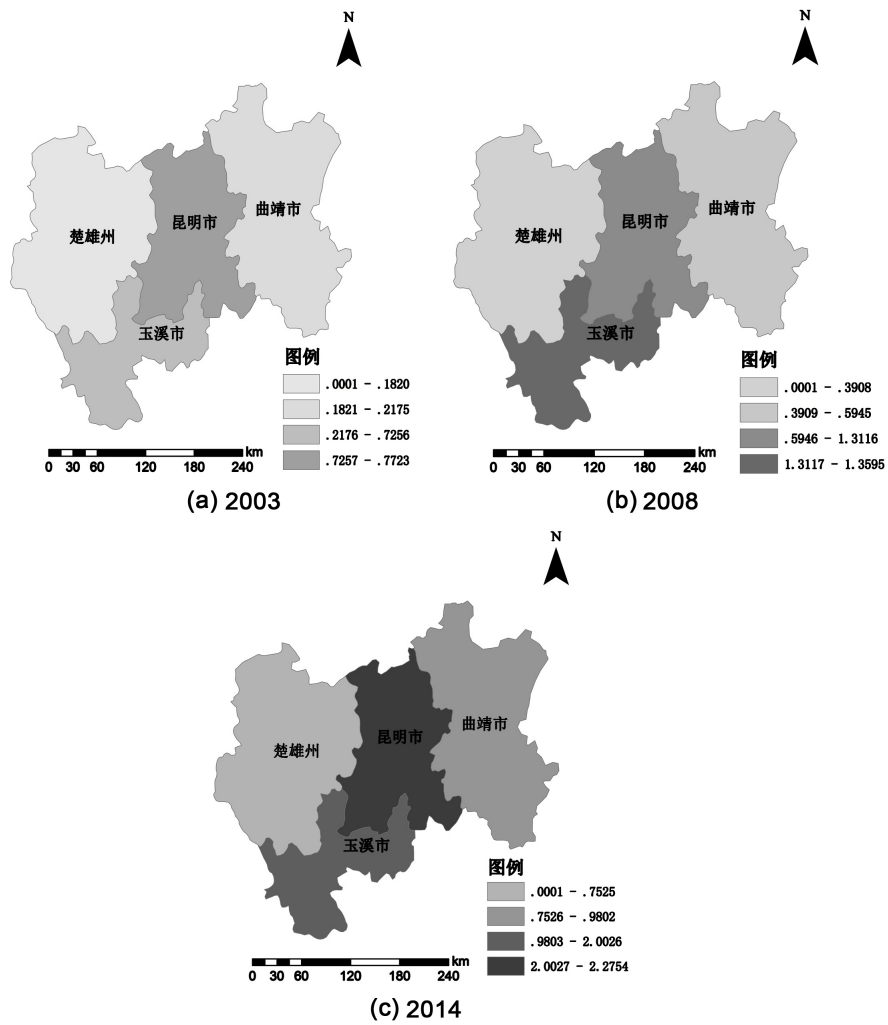 N
楚雄州
昆明市
曲靖市
玉溪市
图例
.0001 - .1820
.1821 - .2175
.2176 - .7256
.7257 - .7723
km
0 30 60 120 180 240
(a) 2003
N
楚雄州
昆明市
曲靖市
玉溪市
图例
.0001 - .3908
.3909 - .5945
.5946 - 1.3116
1.3117 - 1.3595
km
0 30 60 120 180 240
(b) 2008
N
楚雄州
昆明市
曲靖市
玉溪市
图例
.0001 - .7525
.7526 - .9802
.9803 - 2.0026
2.0027 - 2.2754
km
0 30 60 120 180 240
(c) 2014